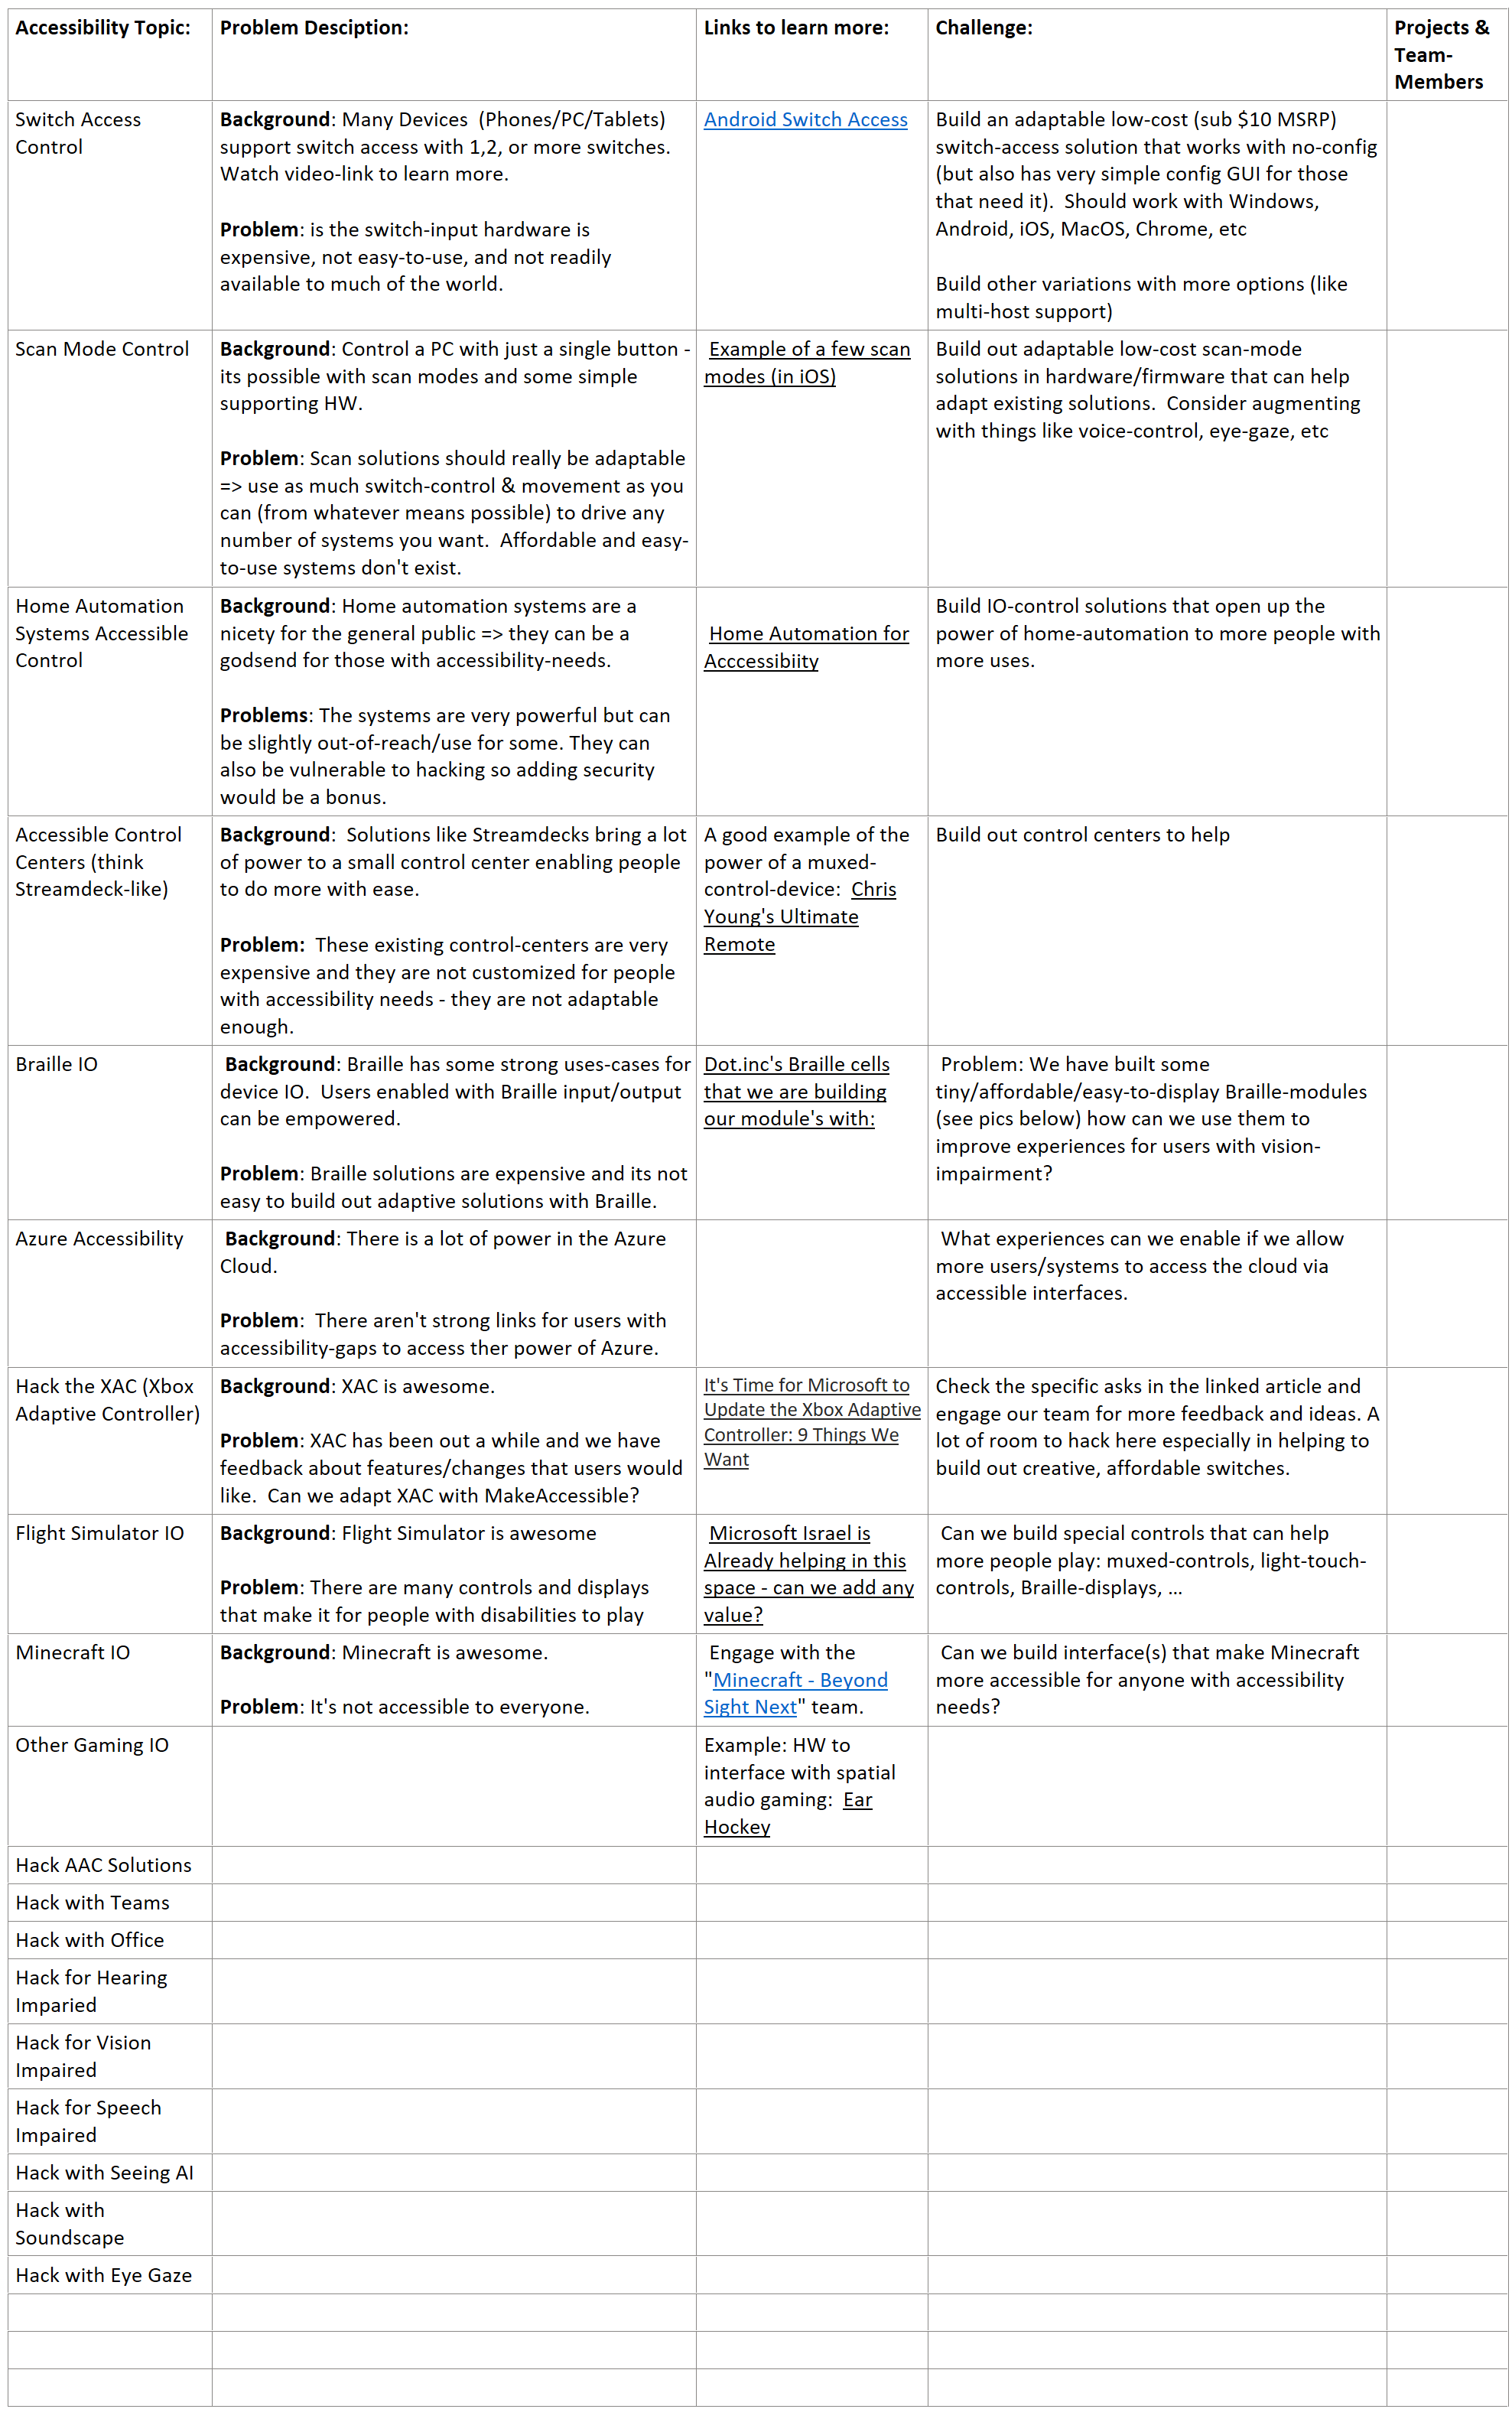 Accessibility Topic:
Problem Desciption:
Links to learn more:
Challenge:
Projects &
Team-
Members
Switch Access
Control
Background: Many Devices  (Phones/PC/Tablets)
support switch access with 1,2, or more switches.
Watch video-link to learn more.
Problem: is the switch-input hardware is
expensive, not easy-to-use, and not readily
available to much of the world.
Android Switch Access
Build an adaptable low-cost (sub $10 MSRP)
switch-access solution that works with no-config
(but also has very simple config GUI for those
that need it).  Should work with Windows,
Android, iOS, MacOS, Chrome, etc
Build other variations with more options (like
multi-host support)
Scan Mode Control
Background: Control a PC with just a single button -
its possible with scan modes and some simple
supporting HW.
Problem: Scan solutions should really be adaptable
=> use as much switch-control & movement as you
can (from whatever means possible) to drive any
number of systems you want.  Affordable and easy-
to-use systems don't exist.
Example of a few scan
modes (in iOS)
Build out adaptable low-cost scan-mode
solutions in hardware/firmware that can help
adapt existing solutions.  Consider augmenting
with things like voice-control, eye-gaze, etc
Home Automation
Systems Accessible
Control
Background: Home automation systems are a
nicety for the general public => they can be a
godsend for those with accessibility-needs.
Problems: The systems are very powerful but can
be slightly out-of-reach/use for some. They can
also be vulnerable to hacking so adding security
would be a bonus.
Home Automation for
Acccessibiity
Build IO-control solutions that open up the
power of home-automation to more people with
more uses.
Accessible Control
Centers (think
Streamdeck-like)
Background:  Solutions like Streamdecks bring a lot
of power to a small control center enabling people
to do more with ease.
Problem:  These existing control-centers are very
expensive and they are not customized for people
with accessibility needs - they are not adaptable
enough.
A good example of the
power of a muxed-
control-device:  Chris
Young's Ultimate
Remote
Build out control centers to help
Braille IO
Background: Braille has some strong uses-cases for
device IO.  Users enabled with Braille input/output
can be empowered.
Problem: Braille solutions are expensive and its not
easy to build out adaptive solutions with Braille.
Dot.inc's Braille cells
that we are building
our module's with:
Problem: We have built some
tiny/affordable/easy-to-display Braille-modules
(see pics below) how can we use them to
improve experiences for users with vision-
impairment?
Azure Accessibility
Background: There is a lot of power in the Azure
Cloud.
Problem:  There aren't strong links for users with
accessibility-gaps to access ther power of Azure.
What experiences can we enable if we allow
more users/systems to access the cloud via
accessible interfaces.
Hack the XAC (Xbox
Adaptive Controller)
Background: XAC is awesome.
Problem: XAC has been out a while and we have
feedback about features/changes that users would
like.  Can we adapt XAC with MakeAccessible?
It's Time for Microsoft to
Update the Xbox Adaptive
Controller: 9 Things We
Want
Check the specific asks in the linked article and
engage our team for more feedback and ideas. A
lot of room to hack here especially in helping to
build out creative, affordable switches.
Flight Simulator IO
Background: Flight Simulator is awesome
Problem: There are many controls and displays
that make it for people with disabilities to play
Microsoft Israel is
Already helping in this
space - can we add any
value?
Can we build special controls that can help
more people play: muxed-controls, light-touch-
controls, Braille-displays, ...
Minecraft IO
Background: Minecraft is awesome.
Problem: It's not accessible to everyone.
Engage with the
"Minecraft - Beyond
Sight Next" team.
Can we build interface(s) that make Minecraft
more accessible for anyone with accessibility
needs?
Other Gaming IO
Example: HW to
interface with spatial
audio gaming:  Ear
Hockey
Hack AAC Solutions
Hack with Teams
Hack with Office
Hack for Hearing
Imparied
Hack for Vision
Impaired
Hack for Speech
Impaired
Hack with Seeing AI
Hack with
Soundscape
Hack with Eye Gaze